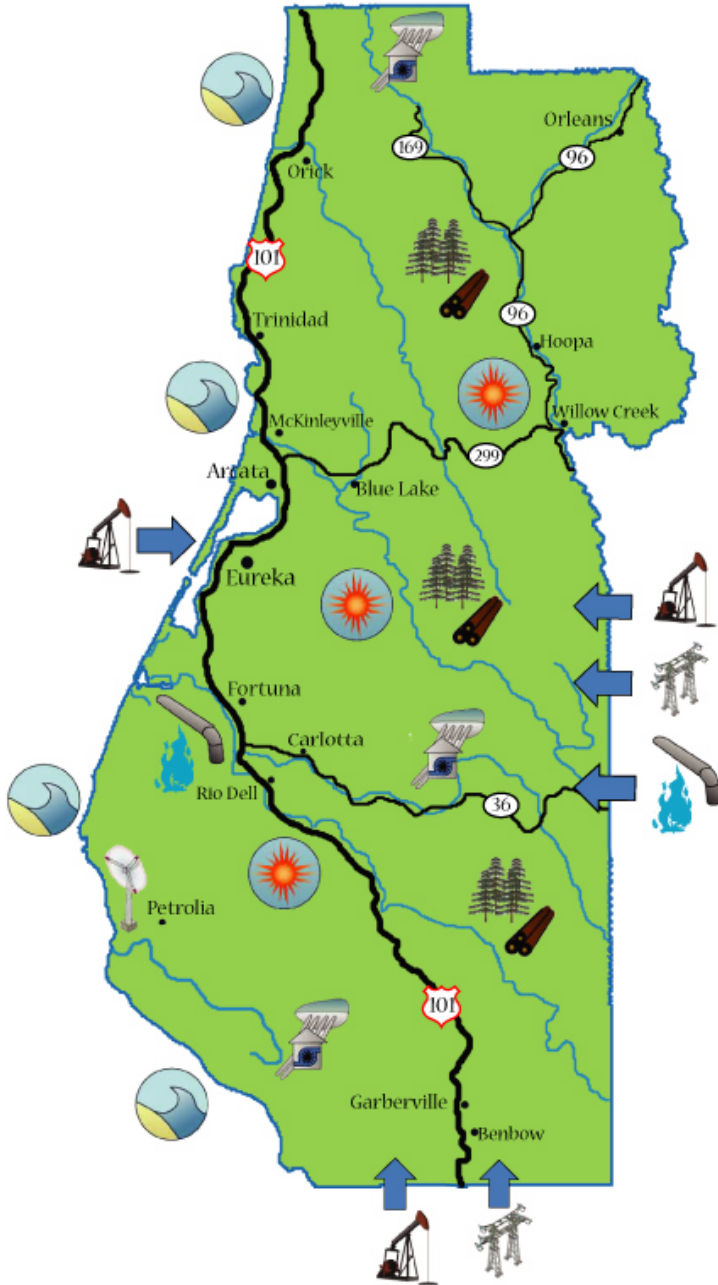 Orleans
169
96
Orick
101
96
Trinidad
Hoopa
Willow Creek
McKinleyville
299
Arcata
Blue Lake
Eureka
Fortuna
Carlotta
Rio Dell
36
Petrolia
101
Garberville
Benbow